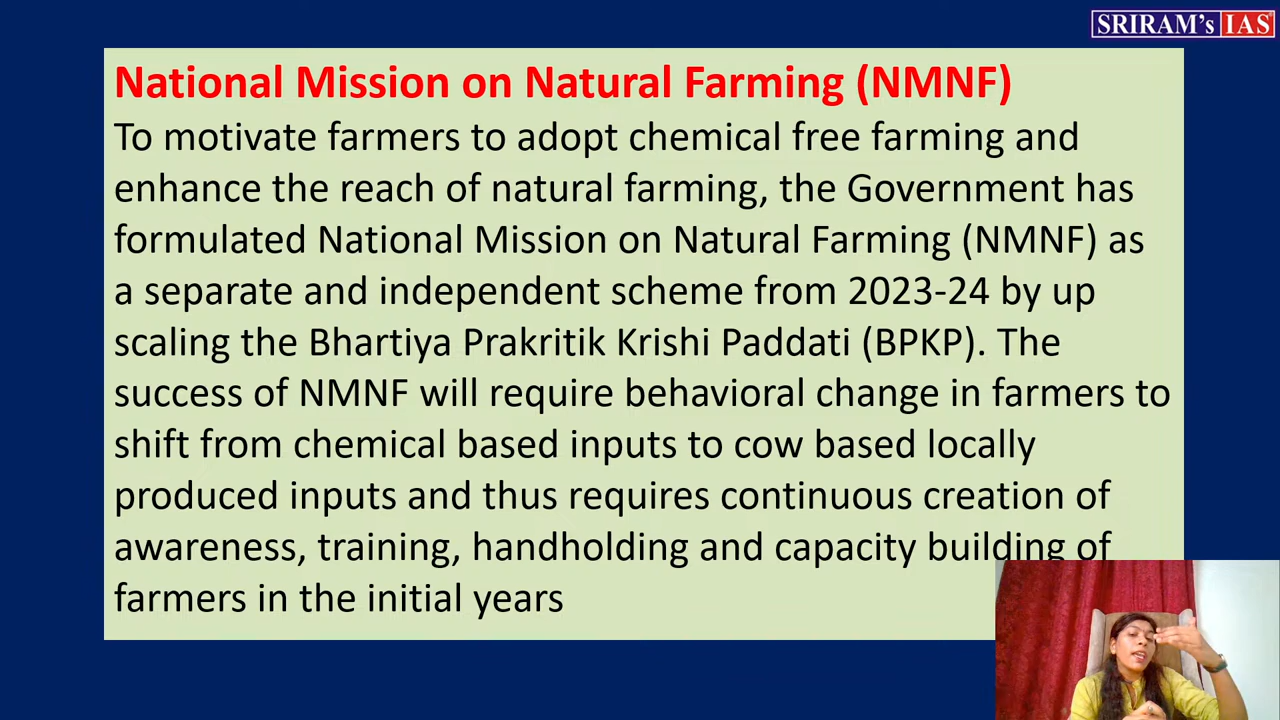 SRIRAM's IAS
National Mission on Natural Farming (NMNF)
To motivate farmers to adopt chemical free farming and
enhance the reach of natural farming, the Government has
formulated National Mission on Natural Farming (NMNF) as
a separate and independent scheme from 2023-24 by up
scaling the Bhartiya Prakritik Krishi Paddati (BPKP). The
success of NMNF will require behavioral change in farmers to
shift from chemical based inputs to cow based locally
produced inputs and thus requires continuous creation of
awareness, training, handholding and capacity building of
farmers in the initial years